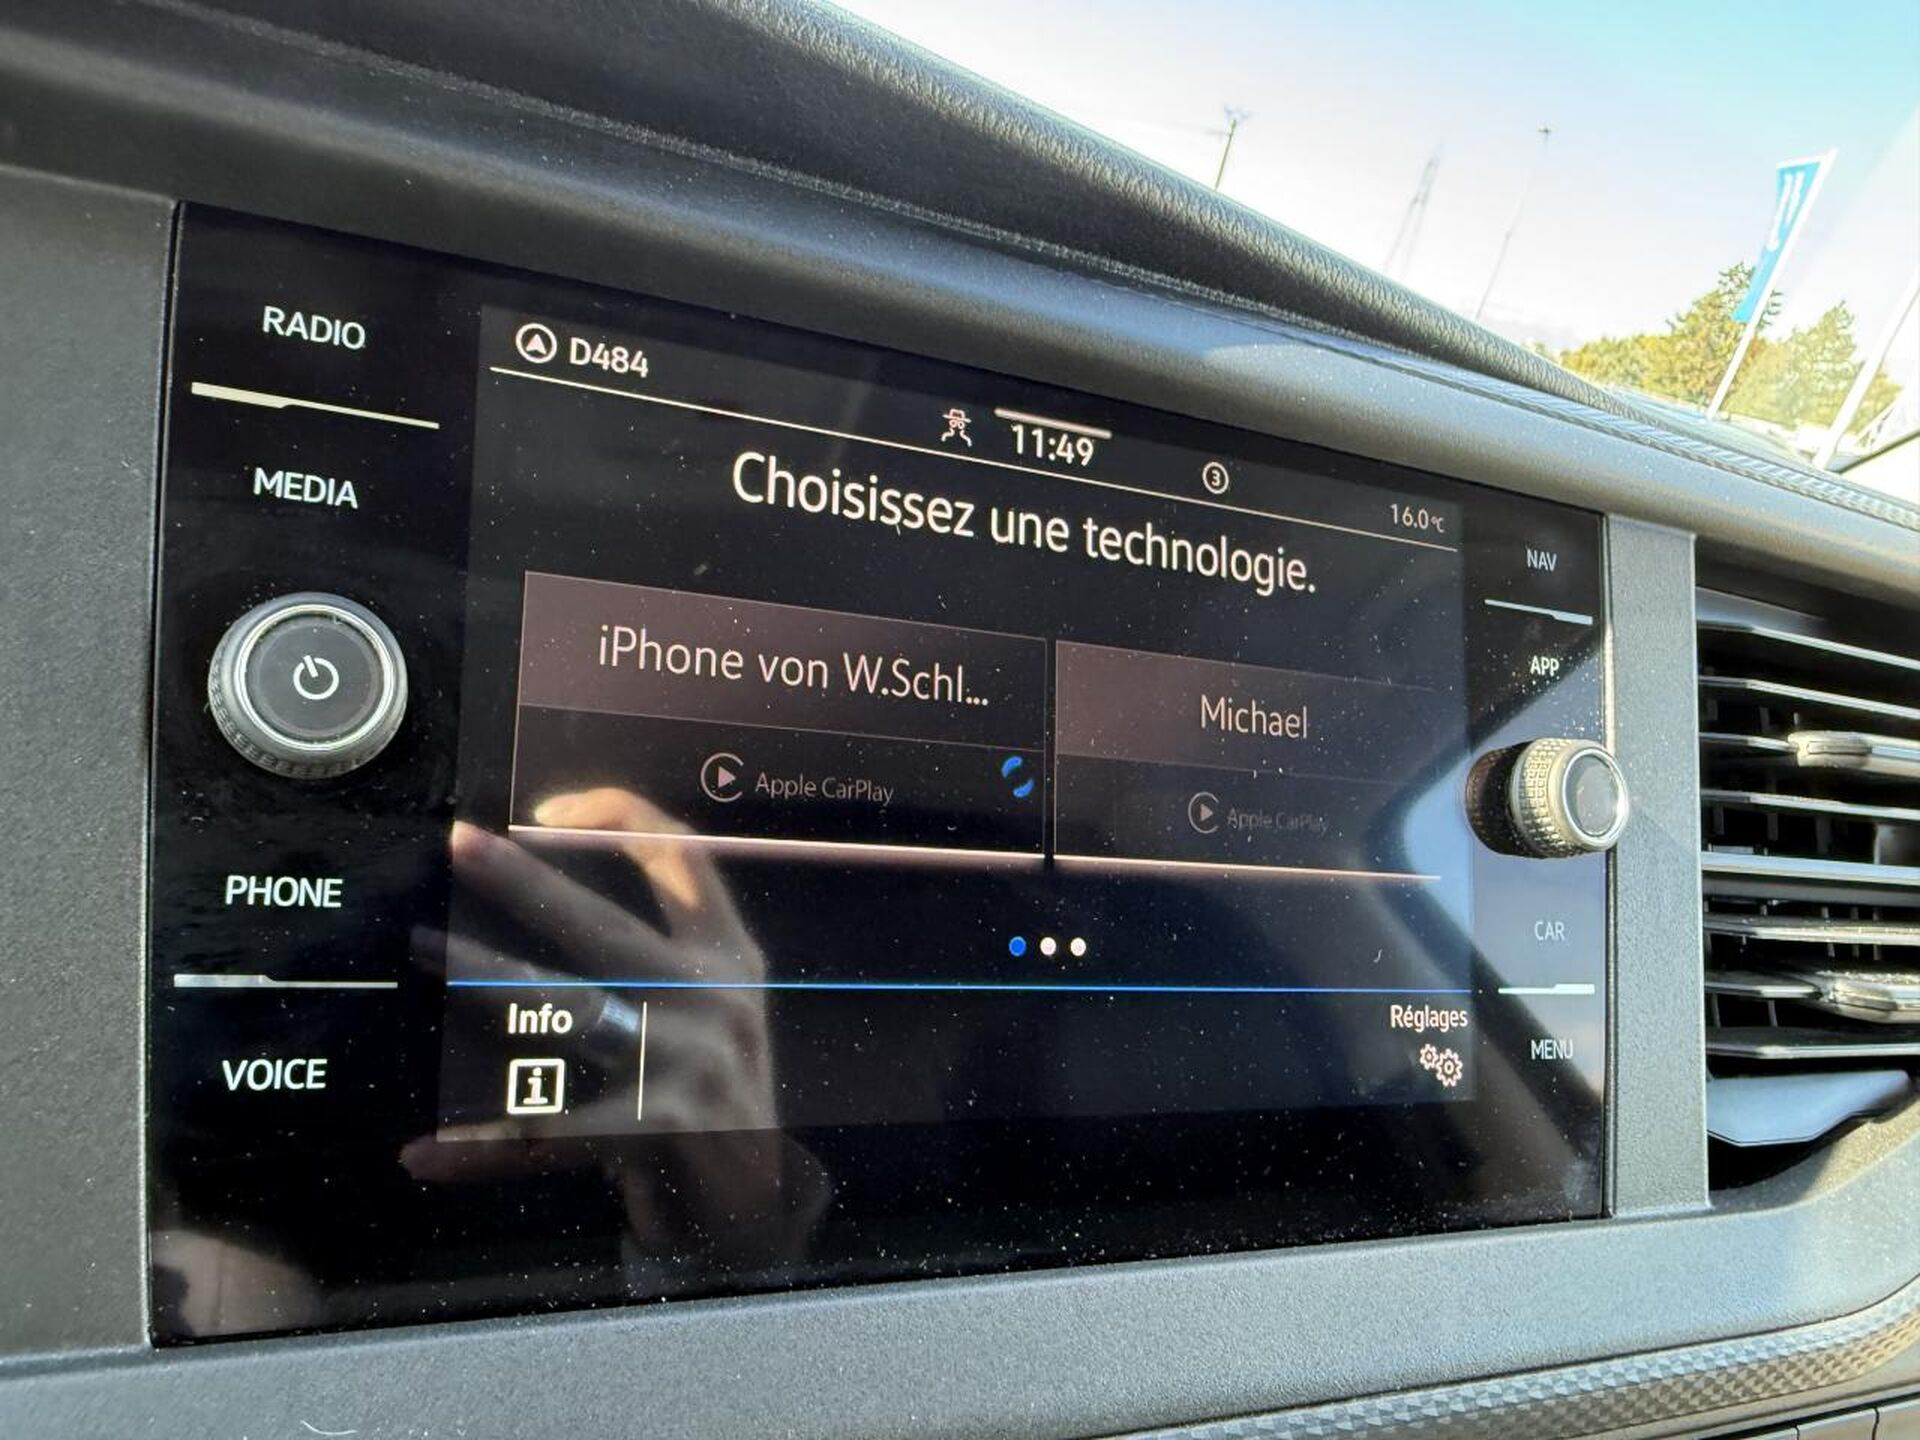 RADIO
MEDIA
PHONE
VOICE
D484
11:49
3
16.0°C
Choisissez une technologie.
iPhone von W.Schl...
Apple CarPlay
Michael
Apple CarPlay
Info
i
Réglages
NAV
APP
CAR
MENU